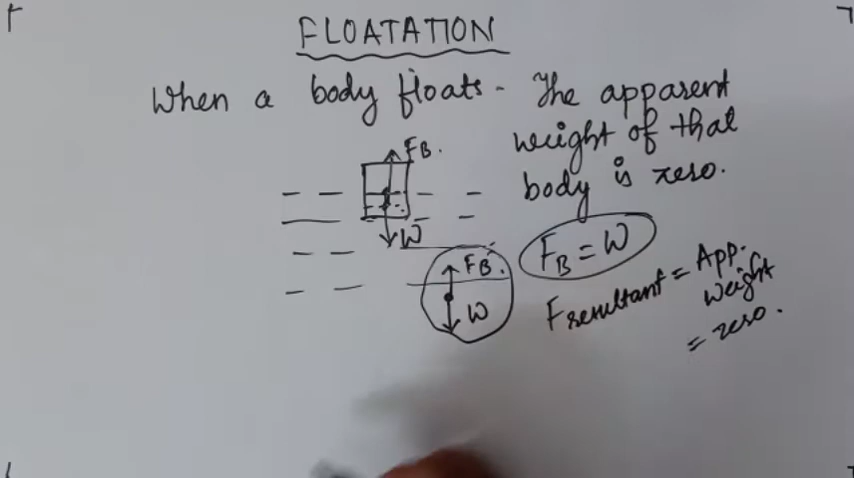 FLOATATION
When a body floats - The apparent
weight of that
body is zero.
FB.
W
FB = W
FB.
W
Fresultant = App.
weight
= zero.